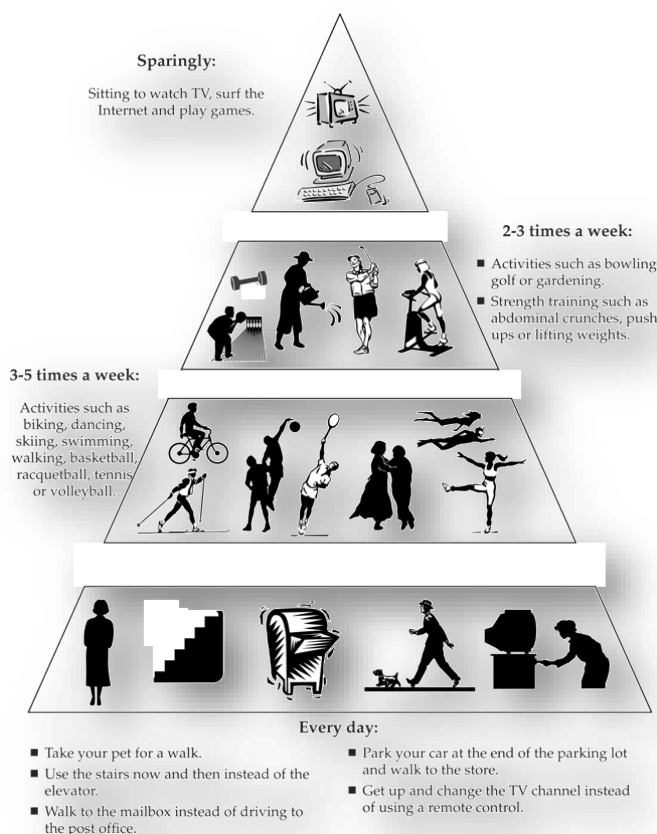 Sparingly:
Sitting to watch TV, surf the
Internet and play games.
2-3 times a week:
■ Activities such as bowling,
golf or gardening.
■ Strength training such as
abdominal crunches, push
ups or lifting weights.
3-5 times a week:
Activities such as
biking, dancing,
skiing, swimming,
walking, basketball,
racquetball, tennis
or volleyball.
Every day:
■ Take your pet for a walk.
■ Use the stairs now and then instead of the
elevator.
■ Walk to the mailbox instead of driving to
the post office.
■ Park your car at the end of the parking lot
and walk to the store.
■ Get up and change the TV channel instead
of using a remote control.